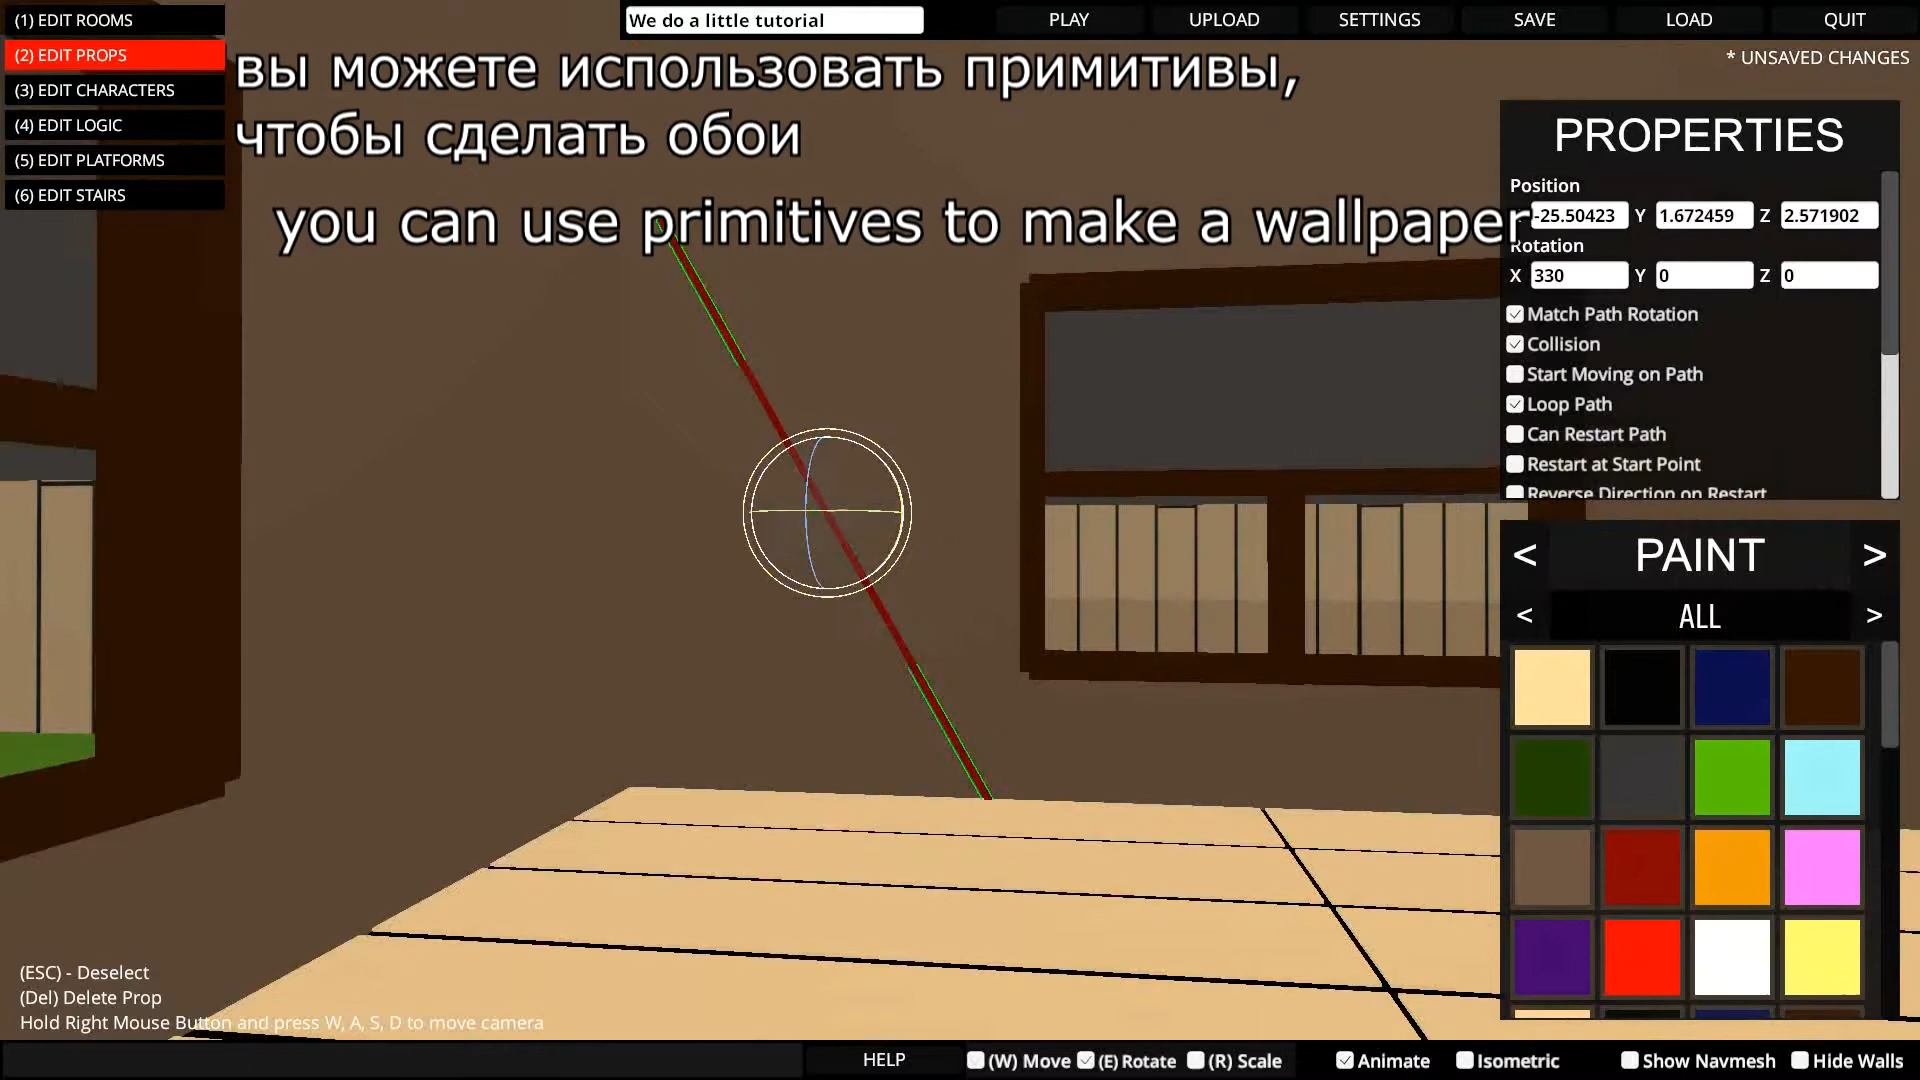 (1) EDIT ROOMS
We do a little tutorial
PLAY
UPLOAD
SETTINGS
SAVE
LOAD
QUIT
(2) EDIT PROPS
* UNSAVED CHANGES
(3) EDIT CHARACTERS
(4) EDIT LOGIC
(5) EDIT PLATFORMS
(6) EDIT STAIRS
вы можете использовать примитивы,
чтобы сделать обои
you can use primitives to make a wallpaper
PROPERTIES
Position
-25.50423 Y 1.672459 Z 2.571902
Rotation
X 330 Y 0 Z 0
Match Path Rotation
Collision
Start Moving on Path
Loop Path
Can Restart Path
Restart at Start Point
Reverse Direction on Restart
< PAINT >
< ALL >
(ESC) - Deselect
(Del) Delete Prop
Hold Right Mouse Button and press W, A, S, D to move camera
HELP
(W) Move
(E) Rotate
(R) Scale
Animate
Isometric
Show Navmesh
Hide Walls